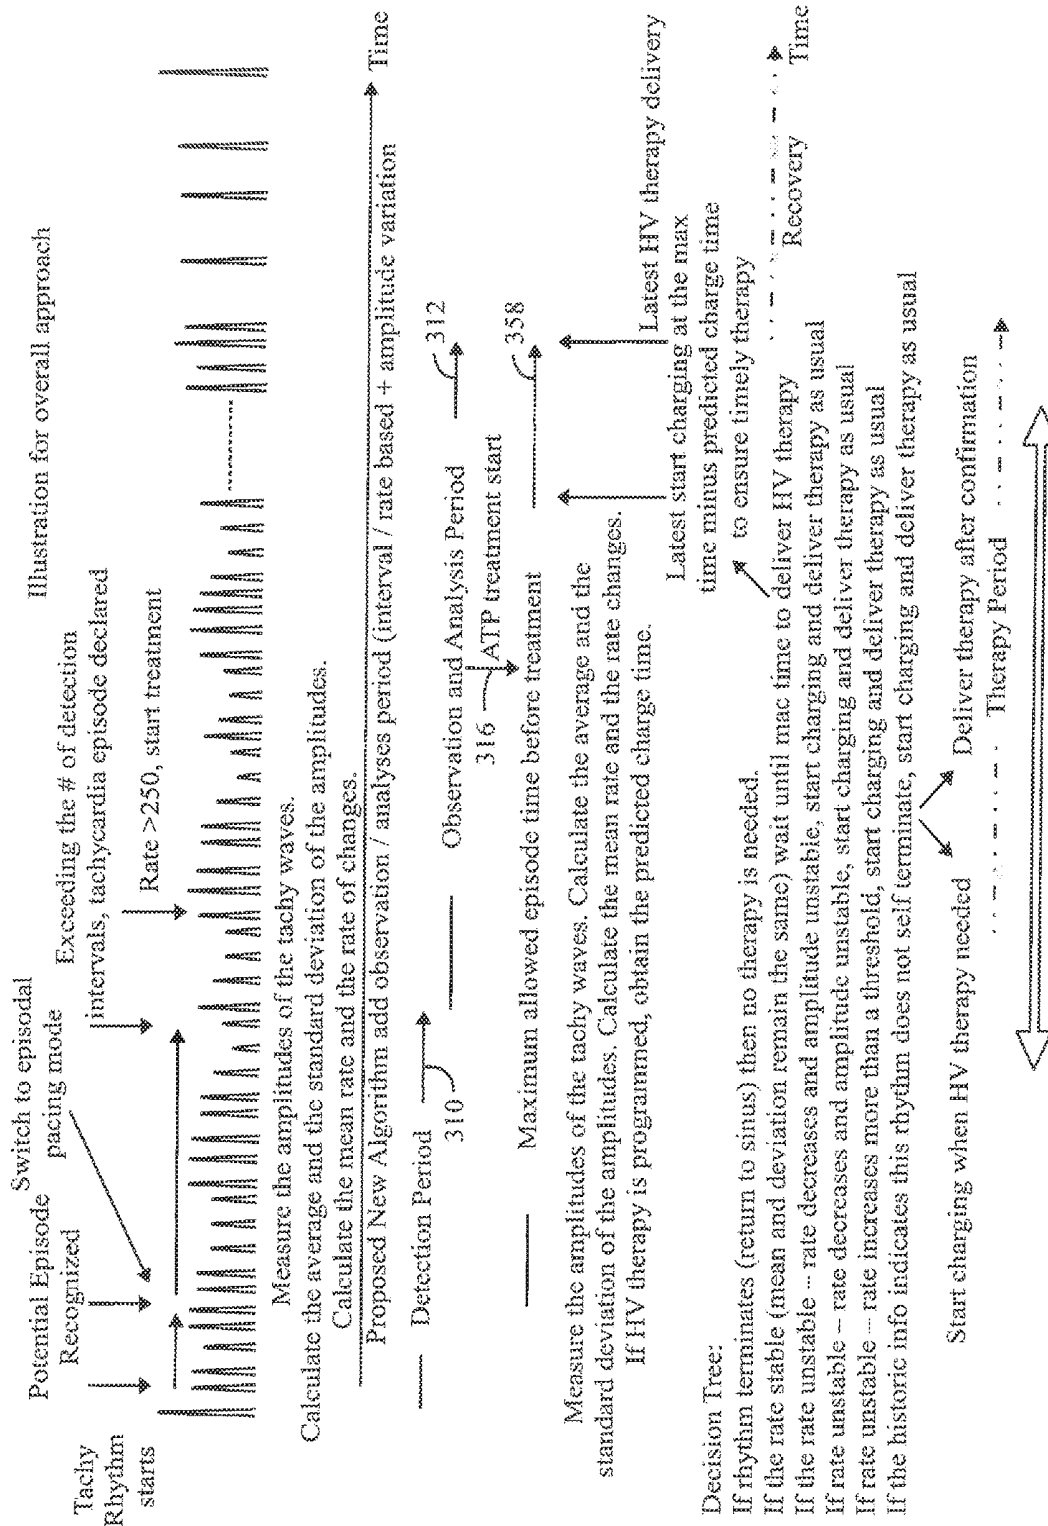 Illustration for overall approach
Tachy
Rhythm
starts
Potential Episode
Recognized
Switch to episodal
pacing mode
Exceeding the # of detection
intervals, tachycardia episode declared
Rate >250, start treatment
Measure the amplitudes of the tachy waves.
Calculate the average and the standard deviation of the amplitudes.
Calculate the mean rate and the rate of changes.
Time
Proposed New Algorithm add observation / analyses period (interval / rate based + amplitude variation
Detection Period
310
Observation and Analysis Period
312
316
ATP treatment start
Maximum allowed episode time before treatment
358
Measure the amplitudes of the tachy waves. Calculate the average and the
standard deviation of the amplitudes. Calculate the mean rate and the rate changes.
If HV therapy is programmed, obtain the predicted charge time.
Latest HV therapy delivery
Latest start charging at the max
time minus predicted charge time
to ensure timely therapy
Recovery
Time
Decision Tree:
If rhythm terminates (return to sinus) then no therapy is needed.
If the rate stable (mean and deviation remain the same) wait until mac time to deliver HV therapy
If the rate unstable -- rate decreases and amplitude unstable, start charging and deliver therapy as usual
If rate unstable – rate decreases and amplitude unstable, start charging and deliver therapy as usual
If rate unstable -- rate increases more than a threshold, start charging and deliver therapy as usual
If the historic info indicates this rhythm does not self terminate, start charging and deliver therapy as usual
Start charging when HV therapy needed
Deliver therapy after confirmation
Therapy Period